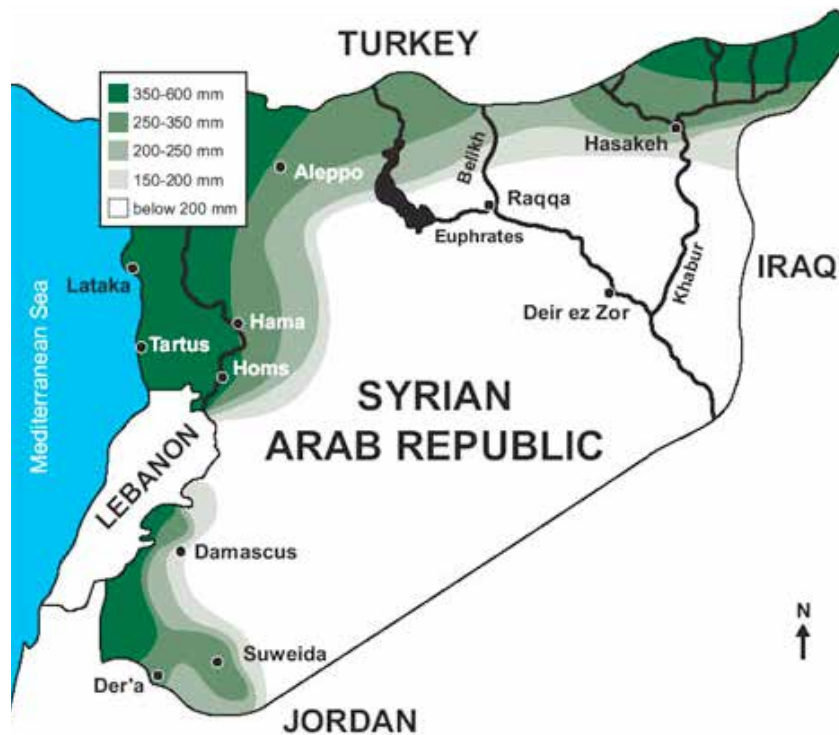 TURKEY
350-600 mm
250-350 mm
200-250 mm
150-200 mm
below 200 mm
Aleppo
Hasakeh
Belikh
Raqqa
Euphrates
Khabur
IRAQ
Lataka
Deir ez Zor
Hama
Tartus
Homs
Mediterranean Sea
SYRIAN
ARAB REPUBLIC
LEBANON
Damascus
N
Suweida
Der'a
JORDAN